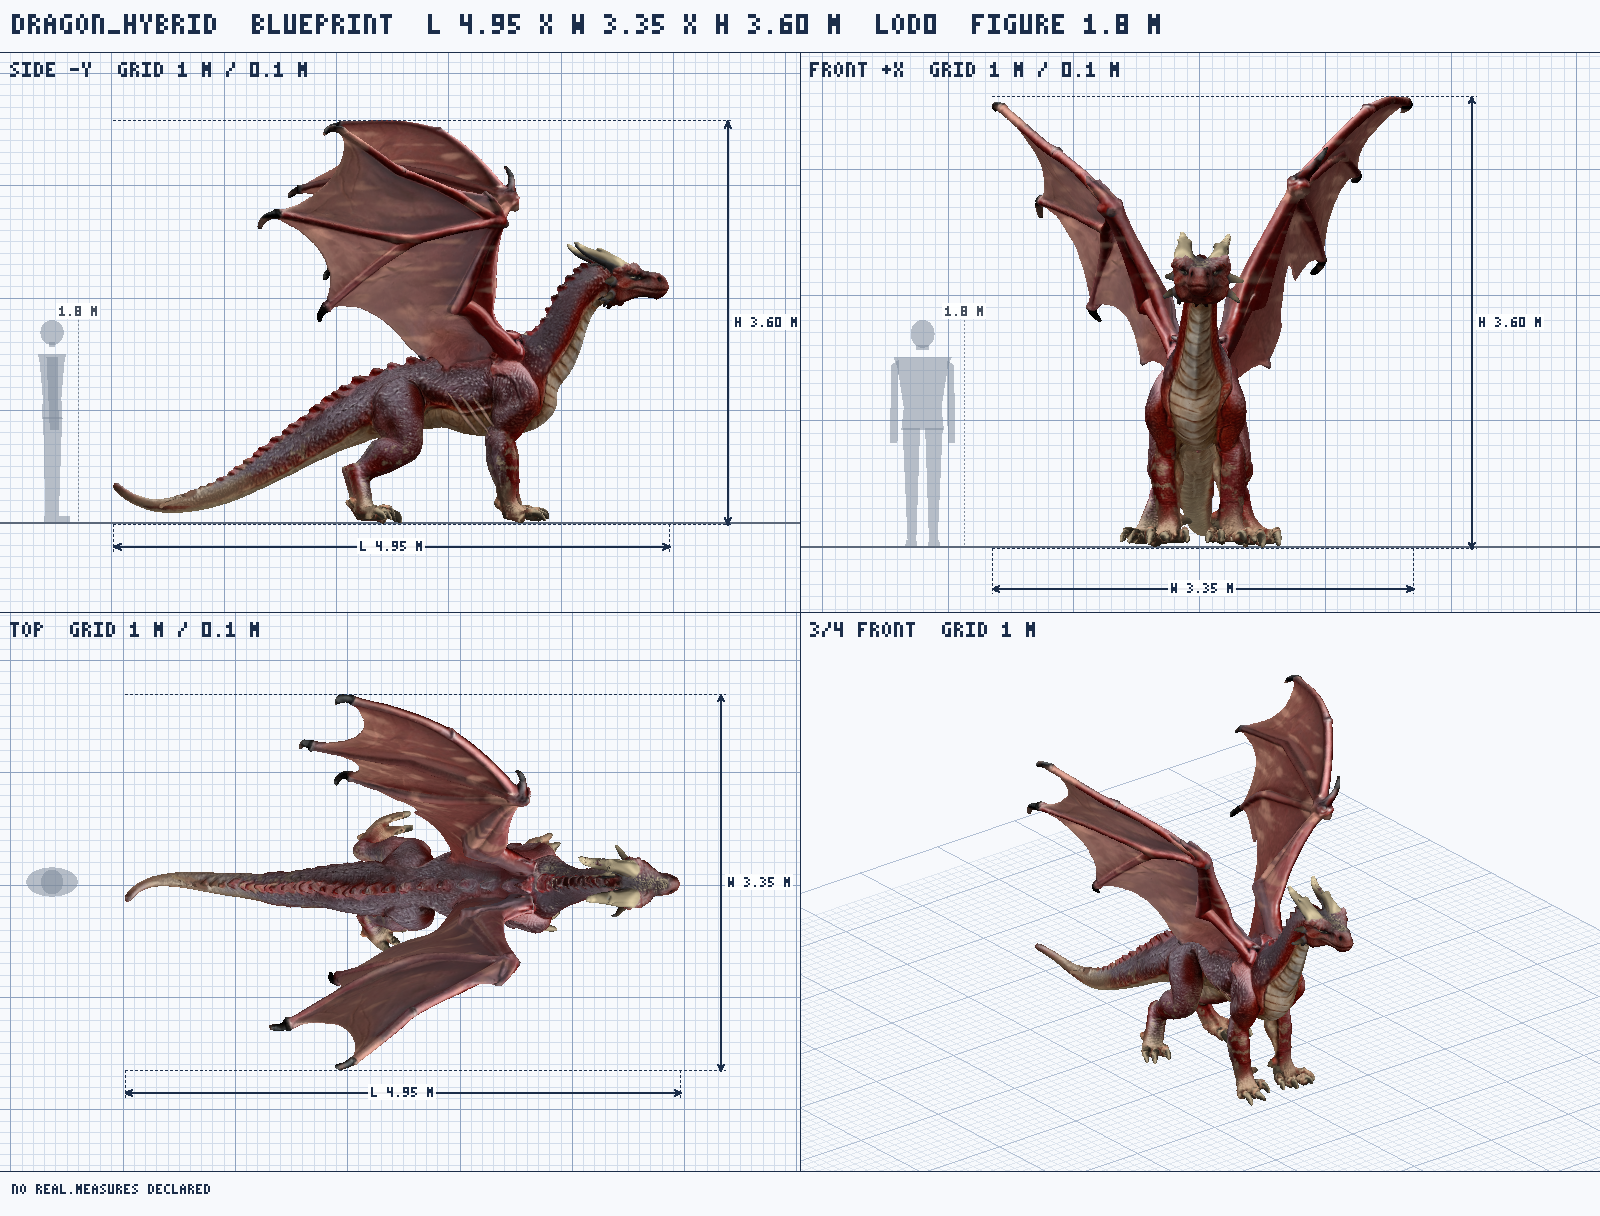 DRAGON_HYBRID BLUEPRINT L 4.95 X W 3.35 X H 3.60 M LOD0 FIGURE 1.8 M
SIDE -Y GRID 1 M / 0.1 M
1.8 M
H 3.60 M
L 4.95 M
FRONT +X GRID 1 M / 0.1 M
1.8 M
H 3.60 M
W 3.35 M
TOP GRID 1 M / 0.1 M
W 3.35 M
L 4.95 M
3/4 FRONT GRID 1 M
NO REAL.MEASURES DECLARED